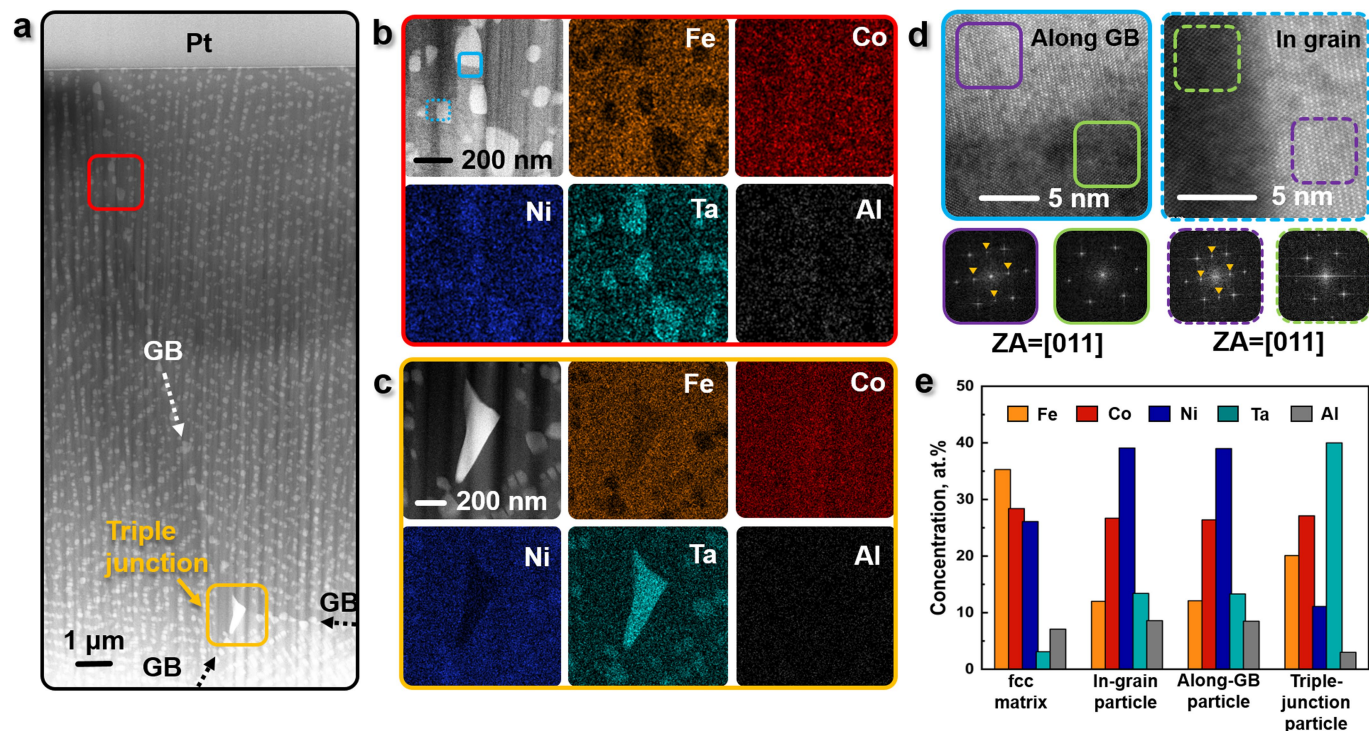 a
Pt
GB
Triple
junction
GB
1 μm
GB
b
Fe
Co
200 nm
Ni
Ta
Al
c
Fe
Co
200 nm
Ni
Ta
Al
d
Along GB
In grain
5 nm
5 nm
ZA=[011]
ZA=[011]
e
50
40
30
20
10
0
Concentration, at.%
Fe
Co
Ni
Ta
Al
fcc
matrix
In-grain
particle
Along-GB
particle
Triple-
junction
particle